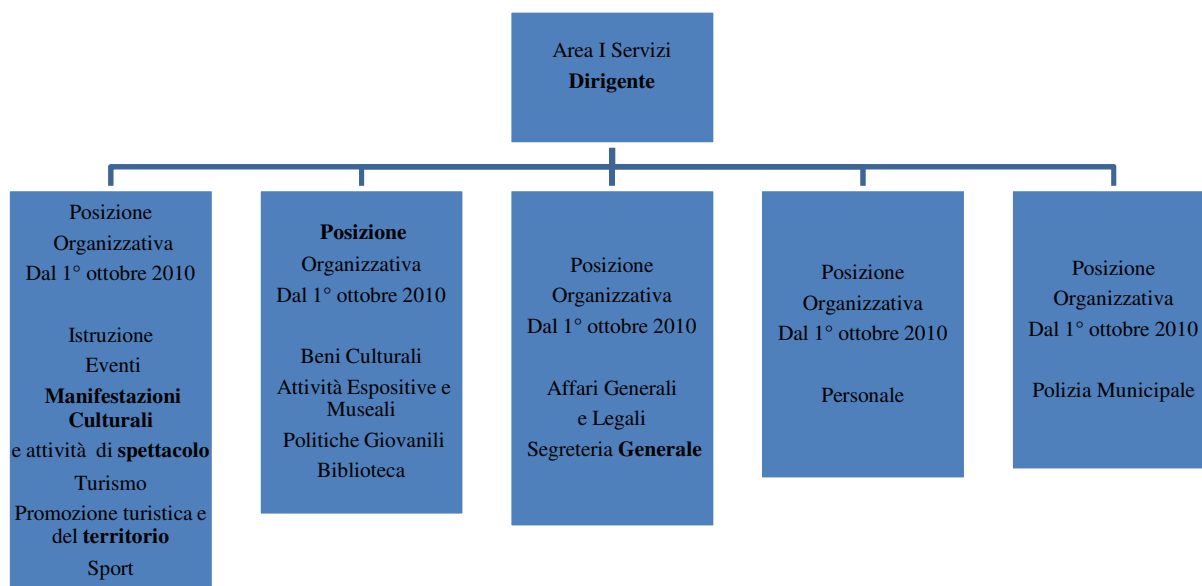 Area I Servizi
Dirigente
Posizione
Organizzativa
Dal 1° ottobre 2010
Istruzione
Eventi
Manifestazioni
Culturali
e attività di spettacolo
Turismo
Promozione turistica e
del territorio
Sport
Posizione
Organizzativa
Dal 1° ottobre 2010
Beni Culturali
Attività Espositive e
Museali
Politiche Giovanili
Biblioteca
Posizione
Organizzativa
Dal 1° ottobre 2010
Affari Generali
e Legali
Segreteria Generale
Posizione
Organizzativa
Dal 1° ottobre 2010
Personale
Posizione
Organizzativa
Dal 1° ottobre 2010
Polizia Municipale